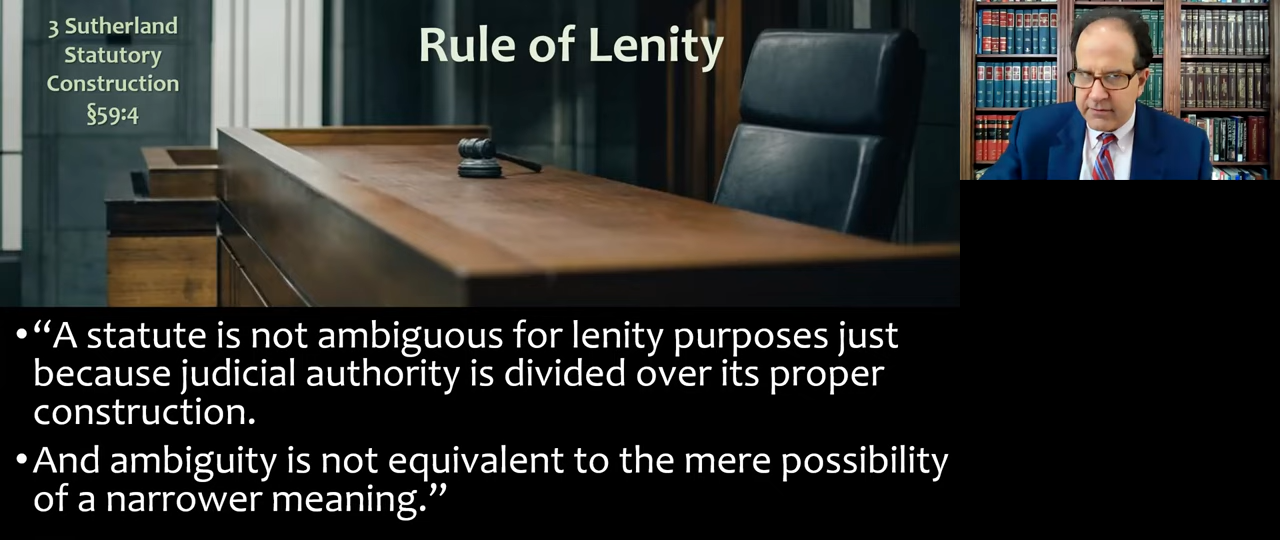 3 Sutherland
Statutory
Construction
§59:4
Rule of Lenity
•“A statute is not ambiguous for lenity purposes just
because judicial authority is divided over its proper
construction.
•And ambiguity is not equivalent to the mere possibility
of a narrower meaning.”